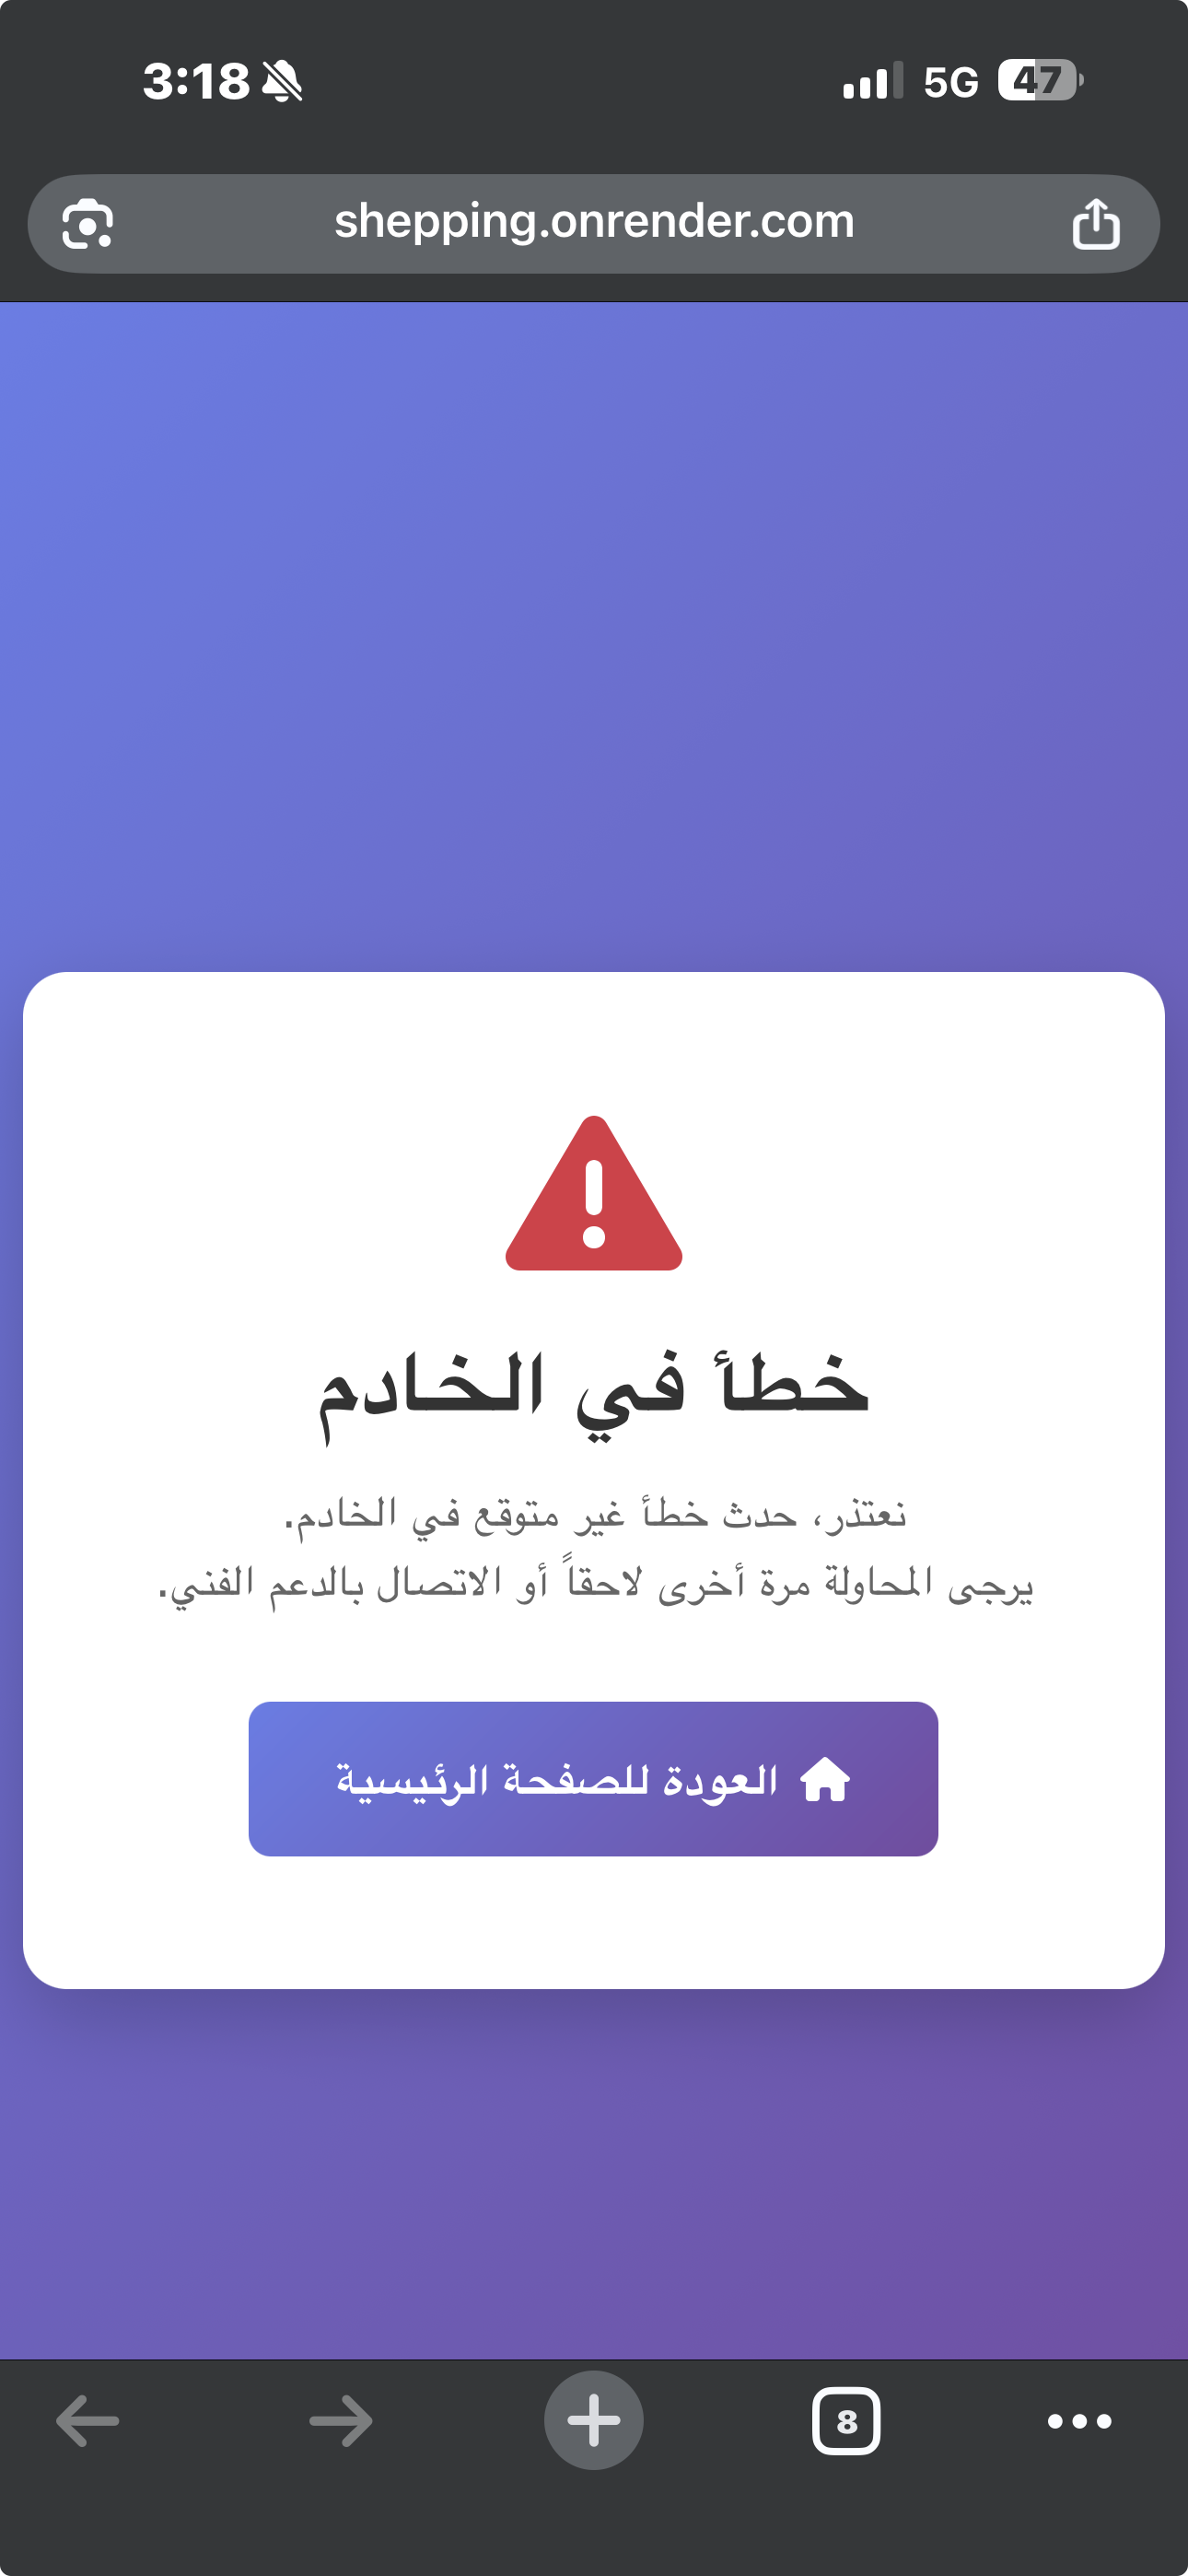 3:18
5G
47
shepping.onrender.com
خطأ في الخادم
نعتذر، حدث خطأ غير متوقع في الخادم.
يرجى المحاولة مرة أخرى لاحقاً أو الاتصال بالدعم الفني.
العودة للصفحة الرئيسية
8